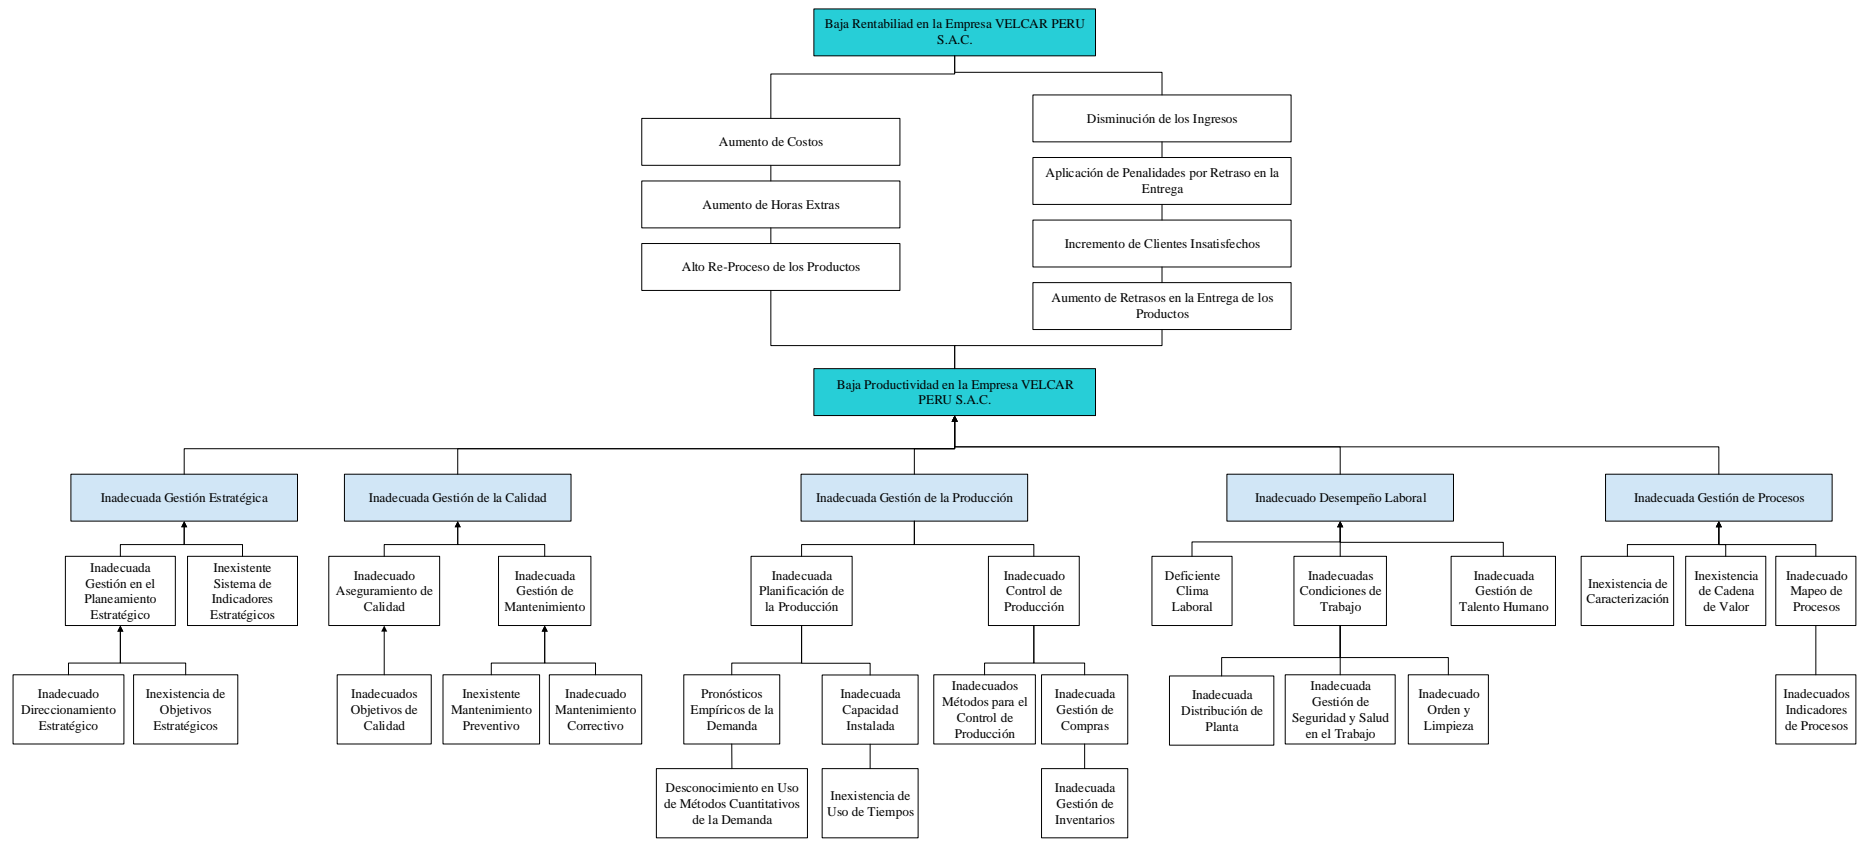 Baja Rentabiliad en la Empresa VELCAR PERU
S.A.C.
Aumento de Costos
Aumento de Horas Extras
Alto Re-Proceso de los Productos
Disminución de los Ingresos
Aplicación de Penalidades por Retraso en la
Entrega
Incremento de Clientes Insatisfechos
Aumento de Retrasos en la Entrega de los
Productos
Baja Productividad en la Empresa VELCAR
PERU S.A.C.
Inadecuada Gestión Estratégica
Inadecuada Gestión de la Calidad
Inadecuada Gestión de la Producción
Inadecuado Desempeño Laboral
Inadecuada Gestión de Procesos
Inadecuada
Gestión en el
Planeamiento
Estratégico
Inexistente
Sistema de
Indicadores
Estratégicos
Inadecuado
Aseguramiento de
Calidad
Inadecuada
Gestión de
Mantenimiento
Inadecuada
Planificación de
la Producción
Inadecuado
Control de
Producción
Deficiente
Clima
Laboral
Inadecuadas
Condiciones de
Trabajo
Inadecuada
Gestión de
Talento Humano
Inexistencia de
Caracterización
Inexistencia
de Cadena
de Valor
Inadecuado
Mapeo de
Procesos
Inadecuado
Direccionamiento
Estratégico
Inexistencia de
Objetivos
Estratégicos
Inadecuados
Objetivos de
Calidad
Inexistente
Mantenimiento
Preventivo
Inadecuado
Mantenimiento
Correctivo
Pronósticos
Empíricos de la
Demanda
Inadecuada
Capacidad
Instalada
Inadecuados
Métodos para el
Control de
Producción
Inadecuada
Gestión de
Compras
Inadecuada
Distribución de
Planta
Inadecuada
Gestión de
Seguridad y Salud
en el Trabajo
Inadecuado
Orden y
Limpieza
Inadecuados
Indicadores
de Procesos
Desconocimiento en Uso
de Métodos Cuantitativos
de la Demanda
Inexistencia de
Uso de Tiempos
Inadecuada
Gestión de
Inventarios